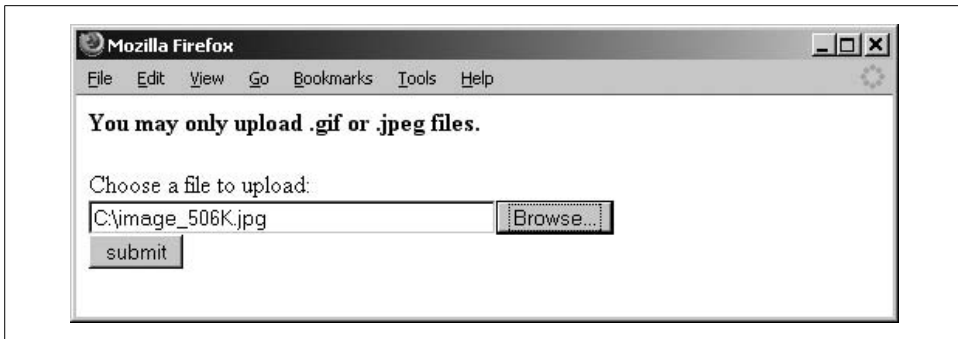 Mozilla Firefox
File Edit View Go Bookmarks Tools Help
You may only upload .gif or .jpeg files.
Choose a file to upload:
C:\image_506K.jpg Browse...
submit